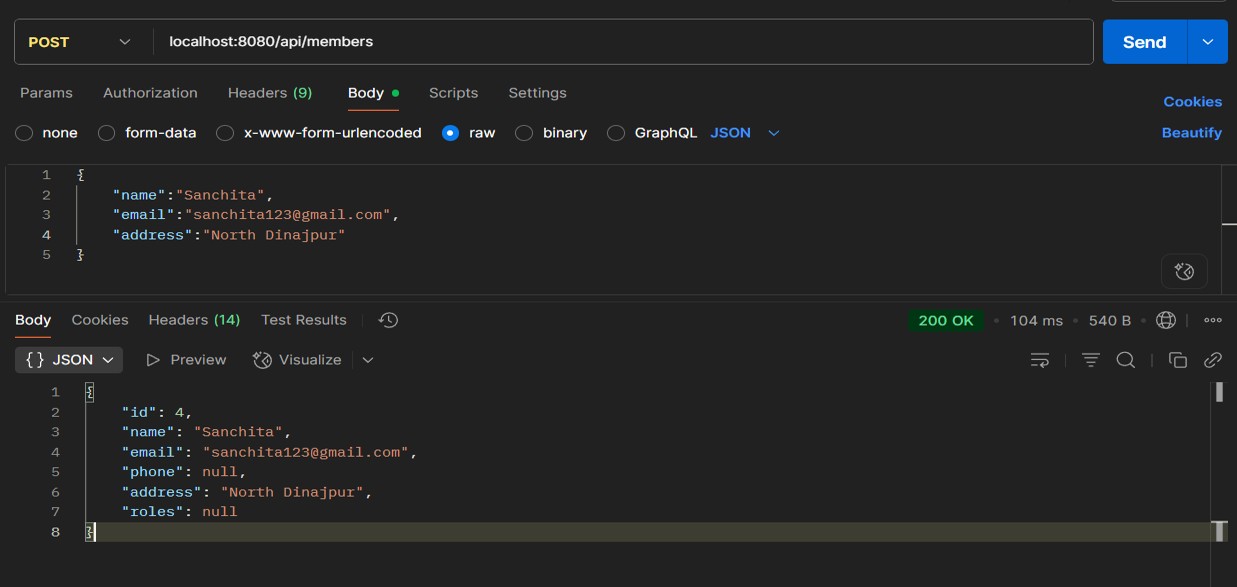 POST localhost:8080/api/members Send
Params Authorization Headers (9) Body Scripts Settings Cookies
none form-data x-www-form-urlencoded raw binary GraphQL JSON Beautify
1 {
2 "name":"Sanchita",
3 "email":"sanchita123@gmail.com",
4 "address":"North Dinajpur"
5 }
Body Cookies Headers (14) Test Results 200 OK • 104 ms • 540 B •
{} JSON Preview Visualize
1 {
2 "id": 4,
3 "name": "Sanchita",
4 "email": "sanchita123@gmail.com",
5 "phone": null,
6 "address": "North Dinajpur",
7 "roles": null
8 }